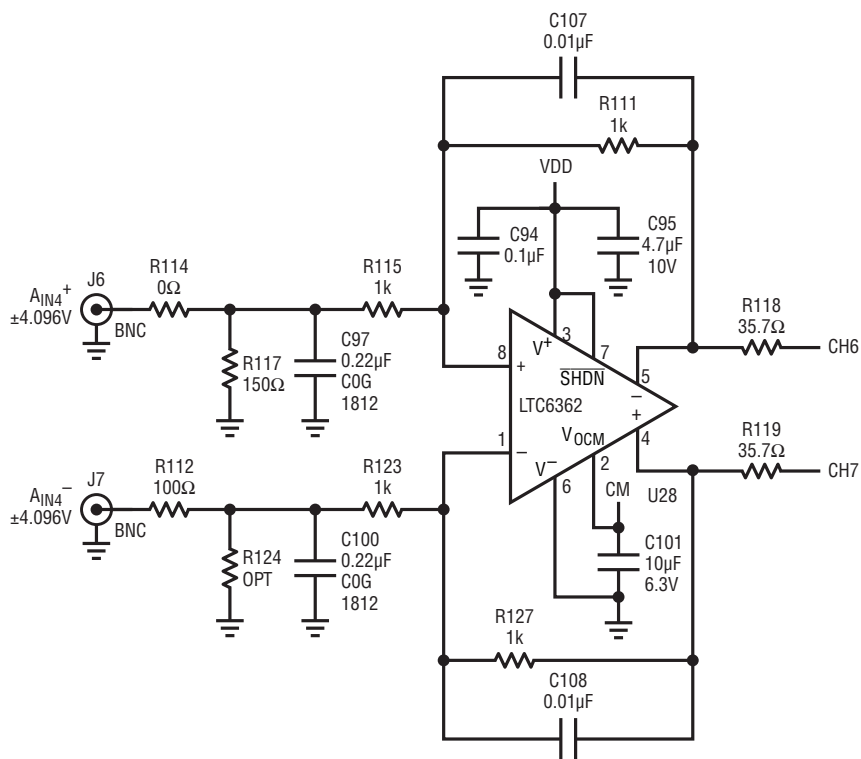 C107
0.01µF
R111
1k
VDD
C94
0.1µF
C95
4.7µF
10V
AIN4+
±4.096V
J6
BNC
R114
0Ω
R115
1k
R117
150Ω
C97
0.22µF
C0G
1812
8
+
V+
3
7
SHDN
LTC6362
5
–
+
4
R118
35.7Ω
CH6
1
–
VOCM
V–
2
6
CM
U28
R119
35.7Ω
CH7
AIN4–
±4.096V
J7
BNC
R112
100Ω
R123
1k
R124
OPT
C100
0.22µF
C0G
1812
C101
10µF
6.3V
R127
1k
C108
0.01µF